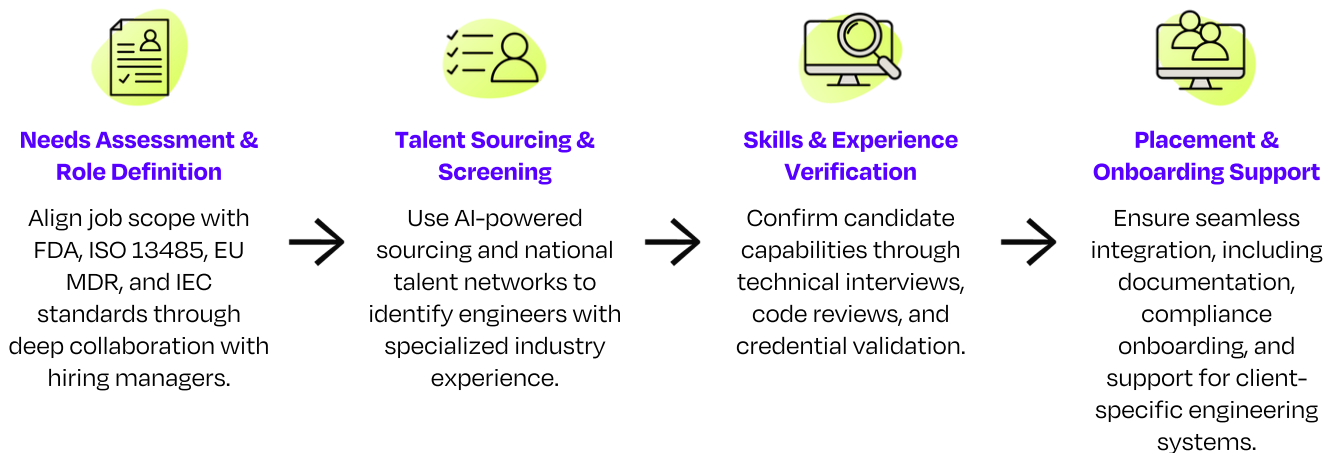 Needs Assessment &
Role Definition
Align job scope with
FDA, ISO 13485, EU
MDR, and IEC
standards through
deep collaboration with
hiring managers.
Talent Sourcing &
Screening
Use AI-powered
sourcing and national
talent networks to
identify engineers with
specialized industry
experience.
Skills & Experience
Verification
Confirm candidate
capabilities through
technical interviews,
code reviews, and
credential validation.
Placement &
Onboarding Support
Ensure seamless
integration, including
documentation,
compliance
onboarding, and
support for client-
specific engineering
systems.